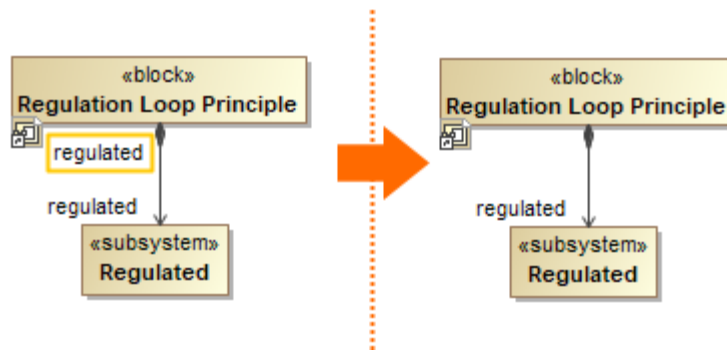 «block»
Regulation Loop Principle
regulated
regulated
«subsystem»
Regulated
«block»
Regulation Loop Principle
regulated
«subsystem»
Regulated